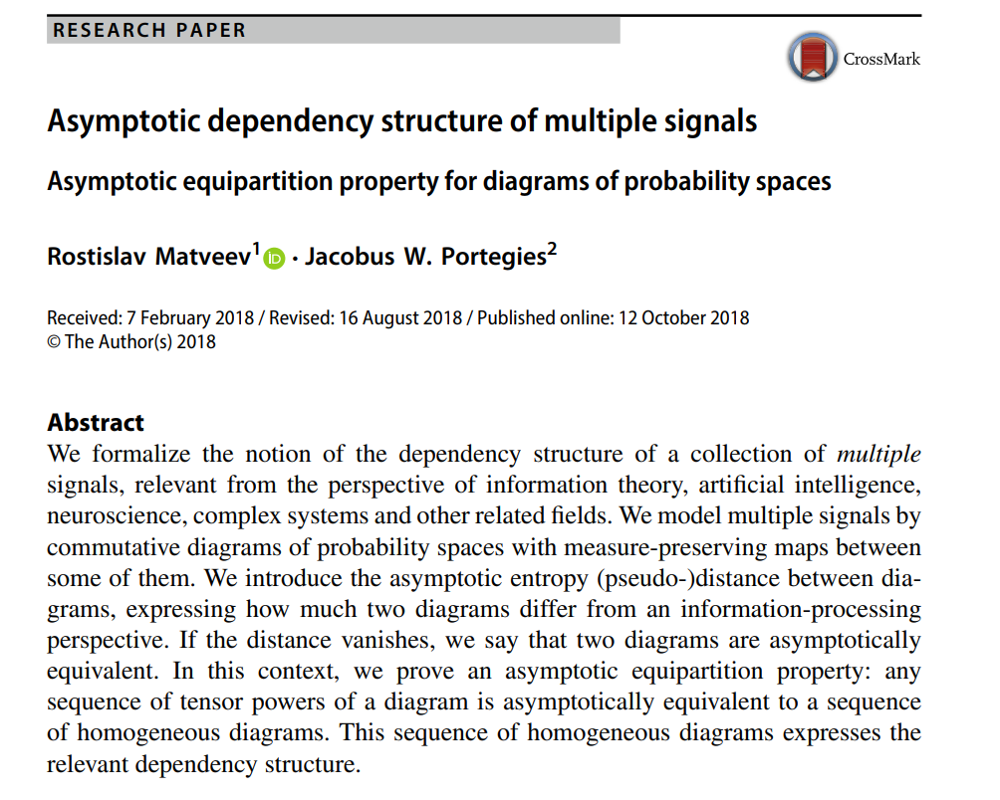 RESEARCH PAPER
CrossMark
Asymptotic dependency structure of multiple signals
Asymptotic equipartition property for diagrams of probability spaces
Rostislav Matveev1 iD · Jacobus W. Portegies2
Received: 7 February 2018 / Revised: 16 August 2018 / Published online: 12 October 2018
© The Author(s) 2018
Abstract
We formalize the notion of the dependency structure of a collection of multiple
signals, relevant from the perspective of information theory, artificial intelligence,
neuroscience, complex systems and other related fields. We model multiple signals by
commutative diagrams of probability spaces with measure-preserving maps between
some of them. We introduce the asymptotic entropy (pseudo-)distance between dia-
grams, expressing how much two diagrams differ from an information-processing
perspective. If the distance vanishes, we say that two diagrams are asymptotically
equivalent. In this context, we prove an asymptotic equipartition property: any
sequence of tensor powers of a diagram is asymptotically equivalent to a sequence
of homogeneous diagrams. This sequence of homogeneous diagrams expresses the
relevant dependency structure.